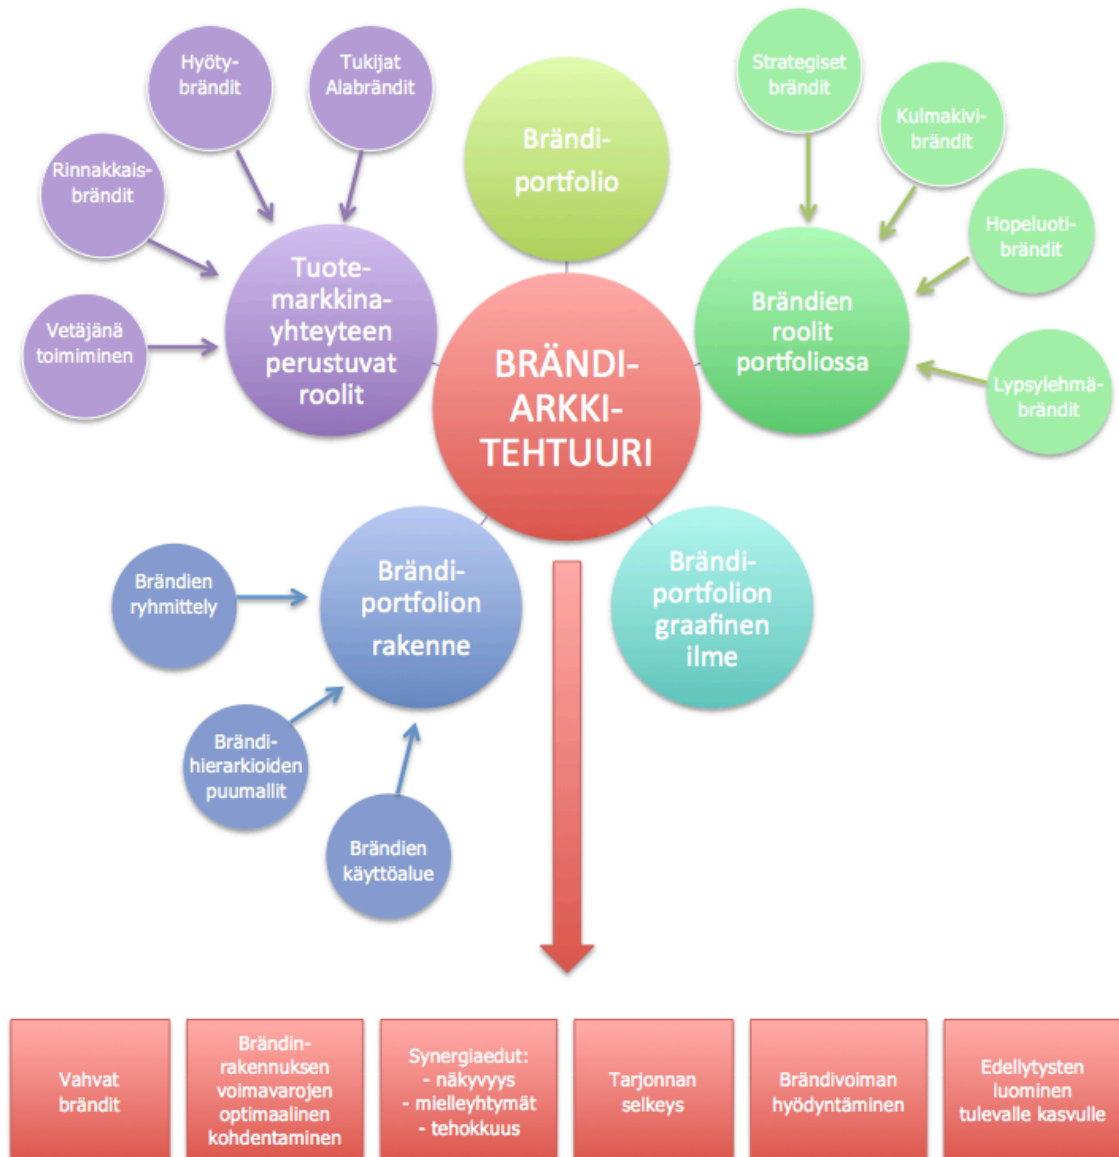 Hyöty-
brändit
Tukijat
Alabrändit
Rinnakkais-
brändit
Vetäjänä
toimiminen
Tuote-
markkina-
yhteyteen
perustuvat
roolit
Brändi-
portfolio
Strategiset
brändit
Kulmakivi-
brändit
Hopeluoti-
brändit
Lypsylehmä-
brändit
Brändien
roolit
portfoliossa
BRÄNDI-
ARKKI-
TEHTUURI
Brändien
ryhmittely
Brändi-
hierarkioiden
puumallit
Brändien
käyttöalue
Brändi-
portfolion
rakenne
Brändi-
portfolion
graafinen
ilme
Vahvat
brändit
Brändin-
rakennuksen
voimavarojen
optimaalinen
kohdentaminen
Synergiaedut:
- näkyvyys
- mielleyhtymät
- tehokkuus
Tarjonnan
selkeys
Brändivoiman
hyödyntäminen
Edellytysten
luominen
tulevalle kasvulle